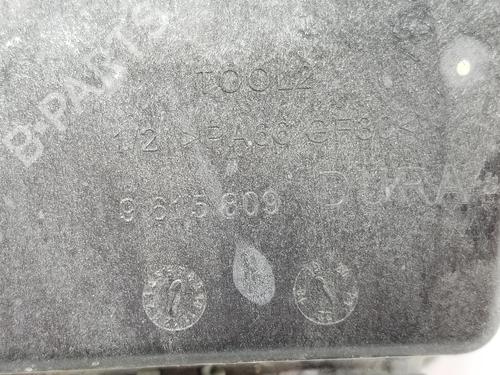 B-PARTS
TOOL2
1/2 >PA66 GF30<
DURA
9 615 809